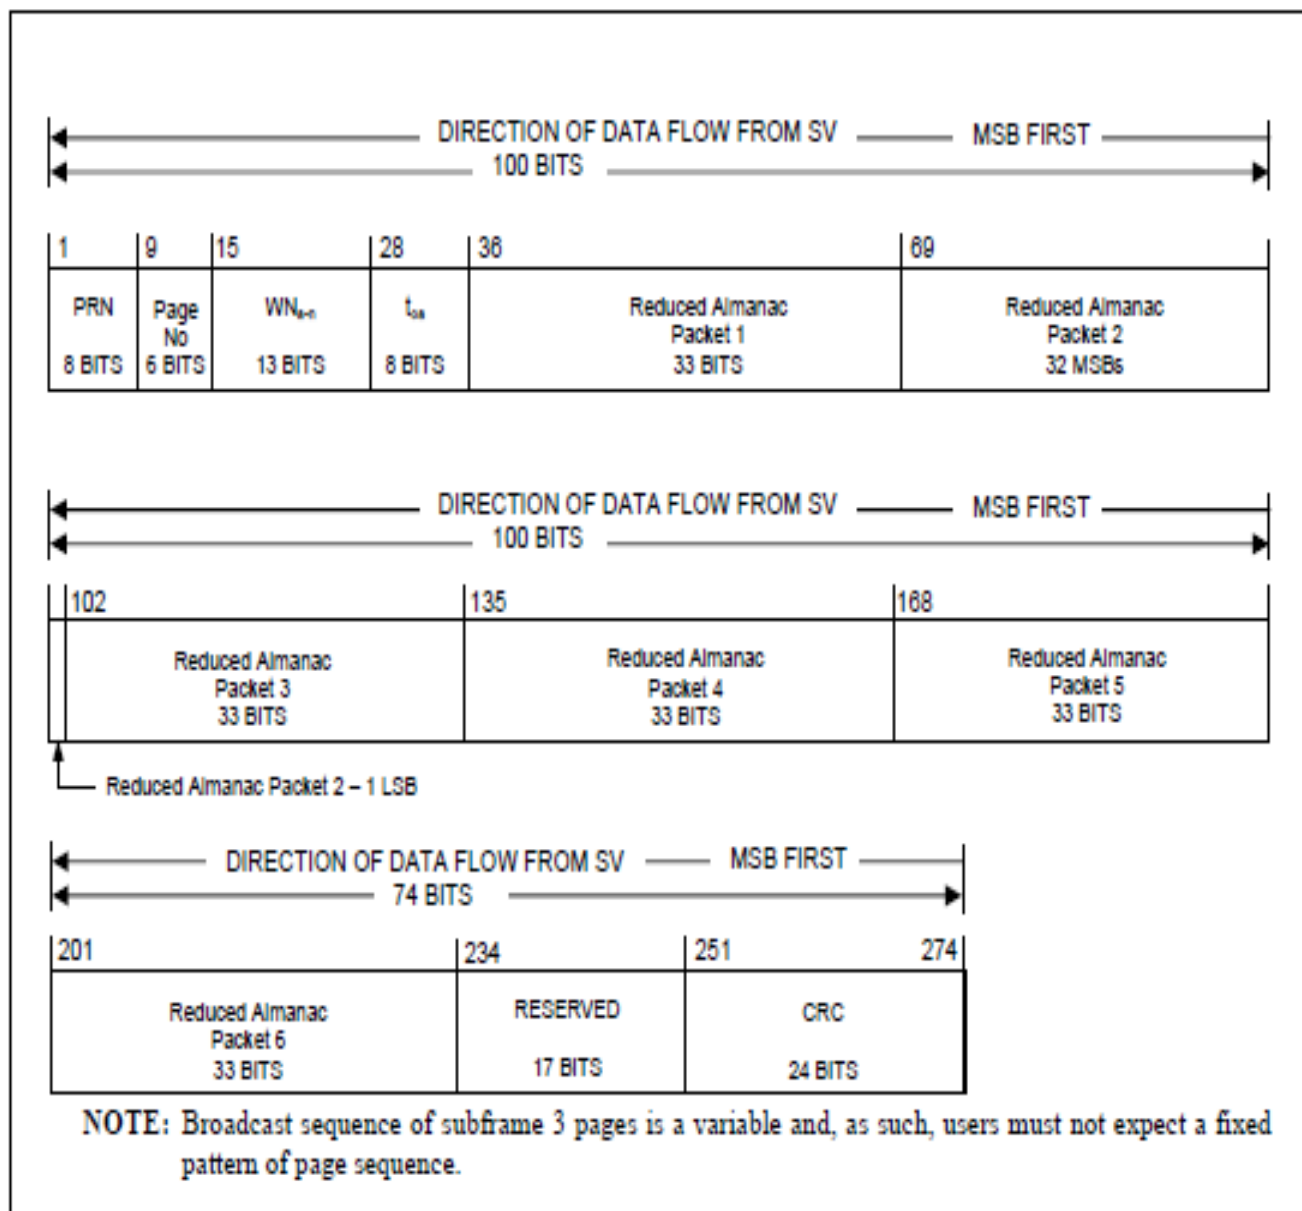 DIRECTION OF DATA FLOW FROM SV MSB FIRST
100 BITS
1 9 15 28 36 69
PRN
8 BITS
Page
No
6 BITS
WNa-n
13 BITS
toa
8 BITS
Reduced Almanac
Packet 1
33 BITS
Reduced Almanac
Packet 2
32 MSBs
DIRECTION OF DATA FLOW FROM SV MSB FIRST
100 BITS
102 135 168
Reduced Almanac
Packet 3
33 BITS
Reduced Almanac
Packet 4
33 BITS
Reduced Almanac
Packet 5
33 BITS
Reduced Almanac Packet 2 – 1 LSB
DIRECTION OF DATA FLOW FROM SV MSB FIRST
74 BITS
201 234 251 274
Reduced Almanac
Packet 6
33 BITS
RESERVED
17 BITS
CRC
24 BITS
NOTE: Broadcast sequence of subframe 3 pages is a variable and, as such, users must not expect a fixed
pattern of page sequence.